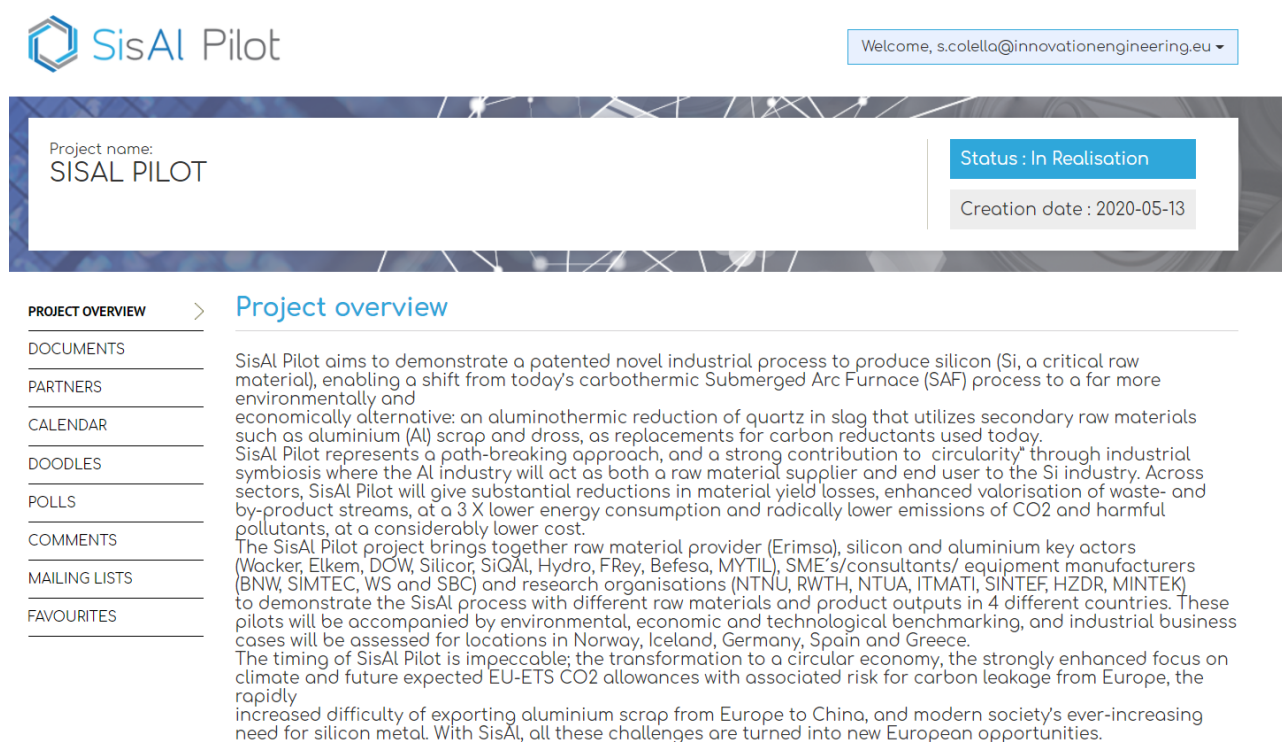 SisAl Pilot
Welcome, s.colella@innovationengineering.eu
Project name:
SISAL PILOT
Status : In Realisation
Creation date : 2020-05-13
PROJECT OVERVIEW
DOCUMENTS
PARTNERS
CALENDAR
DOODLES
POLLS
COMMENTS
MAILING LISTS
FAVOURITES
Project overview
SisAl Pilot aims to demonstrate a patented novel industrial process to produce silicon (Si, a critical raw
material), enabling a shift from today's carbothermic Submerged Arc Furnace (SAF) process to a far more
environmentally and
economically alternative: an aluminothermic reduction of quartz in slag that utilizes secondary raw materials
such as aluminium (Al) scrap and dross, as replacements for carbon reductants used today.
SisAl Pilot represents a path-breaking approach, and a strong contribution to  circularity" through industrial
symbiosis where the Al industry will act as both a raw material supplier and end user to the Si industry. Across
sectors, SisAl Pilot will give substantial reductions in material yield losses, enhanced valorisation of waste- and
by-product streams, at a 3 X lower energy consumption and radically lower emissions of CO2 and harmful
pollutants, at a considerably lower cost.
The SisAl Pilot project brings together raw material provider (Erimsa), silicon and aluminium key actors
(Wacker, Elkem, DOW, Silicor, SiQAl, Hydro, FRey, Befesa, MYTIL), SME´s/consultants/ equipment manufacturers
(BNW, SIMTEC, WS and SBC) and research organisations (NTNU, RWTH, NTUA, ITMATI, SINTEF, HZDR, MINTEK)
to demonstrate the SisAl process with different raw materials and product outputs in 4 different countries. These
pilots will be accompanied by environmental, economic and technological benchmarking, and industrial business
cases will be assessed for locations in Norway, Iceland, Germany, Spain and Greece.
The timing of SisAl Pilot is impeccable; the transformation to a circular economy, the strongly enhanced focus on
climate and future expected EU-ETS CO2 allowances with associated risk for carbon leakage from Europe, the
rapidly
increased difficulty of exporting aluminium scrap from Europe to China, and modern society's ever-increasing
need for silicon metal. With SisAl, all these challenges are turned into new European opportunities.